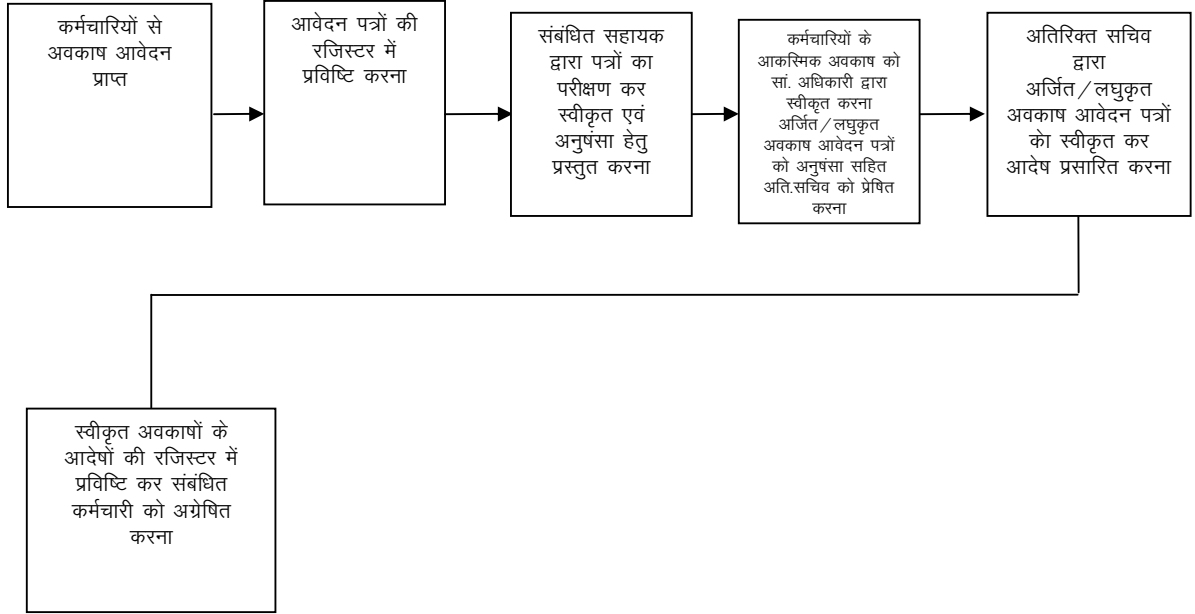 कर्मचारियों से
अवकाष आवेदन
प्राप्त
आवेदन पत्रों की
रजिस्टर में
प्रविष्टि करना
संबंधित सहायक
द्वारा पत्रों का
परीक्षण कर
स्वीकृत एवं
अनुषंसा हेतु
प्रस्तुत करना
कर्मचारियों के
आकस्मिक अवकाष को
सां. अधिकारी द्वारा
स्वीकृत करना
अर्जित/लघुकृत
अवकाष आवेदन पत्रों
को अनुषंसा सहित
अति.सचिव को प्रेषित
करना
अतिरिक्त सचिव
द्वारा
अर्जित/लघुकृत
अवकाष आवेदन पत्रों
केा स्वीकृत कर
आदेष प्रसारित करना
स्वीकृत अवकाषों के
आदेषों की रजिस्टर में
प्रविष्टि कर संबंधित
कर्मचारी को अग्रेषित
करना